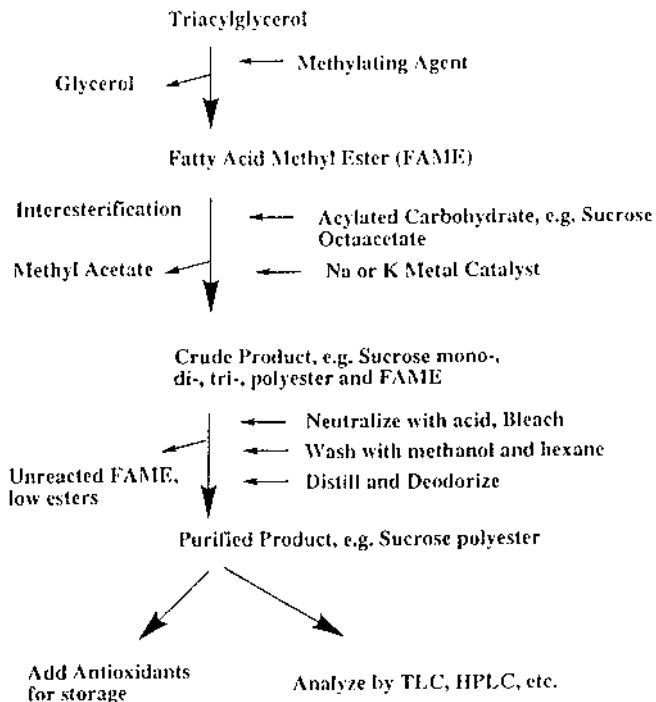 Triacylglycerol
Methylating Agent
Glycerol
Fatty Acid Methyl Ester (FAME)
Interesterification
Acylated Carbohydrate, e.g. Sucrose
Octaacetate
Methyl Acetate
Na or K Metal Catalyst
Crude Product, e.g. Sucrose mono-,
di-, tri-, polyester and FAME
Neutralize with acid, Bleach
Wash with methanol and hexane
Unreacted FAME,
low esters
Distill and Deodorize
Purified Product, e.g. Sucrose polyester
Add Antioxidants
for storage
Analyze by TLC, HPLC, etc.